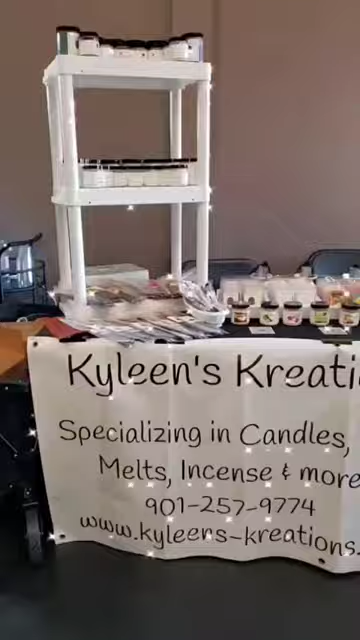 Kyleen's Kreati
Specializing in Candles,
Melts, Incense & more
901-257-9774
www.kyleens-kreations.